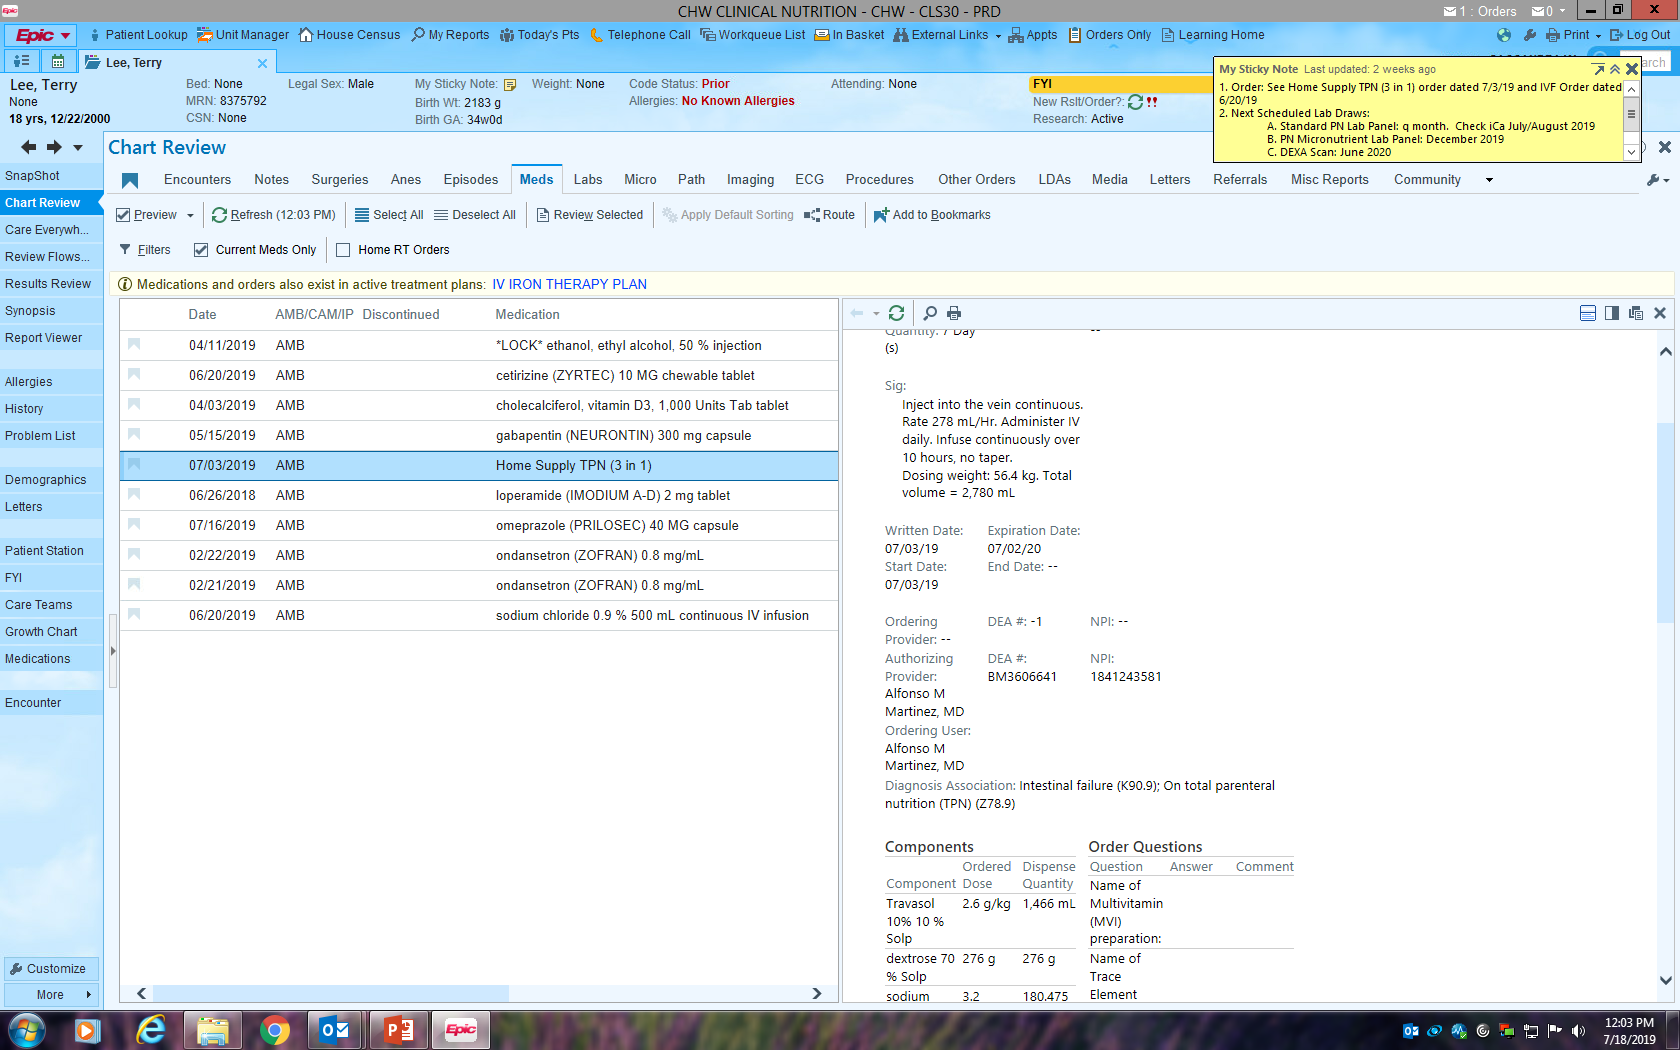 Epic
CHW CLINICAL NUTRITION - CHW - CLS30 - PRD
1 : Orders
0
Epic
Patient Lookup
Unit Manager
House Census
My Reports
Today's Pts
Telephone Call
Workqueue List
In Basket
External Links
Appts
Orders Only
Learning Home
Print
Log Out
Lee, Terry
Lee, Terry
None
18 yrs, 12/22/2000
Bed: None
MRN: 8375792
CSN: None
Legal Sex: Male
My Sticky Note:
Birth Wt: 2183 g
Birth GA: 34w0d
Weight: None
Code Status: Prior
Allergies: No Known Allergies
Attending: None
FYI
New Rslt/Order?: !!
Research: Active
My Sticky Note Last updated: 2 weeks ago
1. Order: See Home Supply TPN (3 in 1) order dated 7/3/19 and IVF Order dated
6/20/19
2. Next Scheduled Lab Draws:
A. Standard PN Lab Panel: q month. Check iCa July/August 2019
B. PN Micronutrient Lab Panel: December 2019
C. DEXA Scan: June 2020
SnapShot
Chart Review
Care Everywh...
Review Flows...
Results Review
Synopsis
Report Viewer
Allergies
History
Problem List
Demographics
Letters
Patient Station
FYI
Care Teams
Growth Chart
Medications
Encounter
Customize
More
Chart Review
Encounters
Notes
Surgeries
Anes
Episodes
Meds
Labs
Micro
Path
Imaging
ECG
Procedures
Other Orders
LDAs
Media
Letters
Referrals
Misc Reports
Community
Preview
Refresh (12:03 PM)
Select All
Deselect All
Review Selected
Apply Default Sorting
Route
Add to Bookmarks
Filters
Current Meds Only
Home RT Orders
Medications and orders also exist in active treatment plans: IV IRON THERAPY PLAN
Date AMB/CAM/IP Discontinued Medication
04/11/2019 AMB *LOCK* ethanol, ethyl alcohol, 50 % injection
06/20/2019 AMB cetirizine (ZYRTEC) 10 MG chewable tablet
04/03/2019 AMB cholecalciferol, vitamin D3, 1,000 Units Tab tablet
05/15/2019 AMB gabapentin (NEURONTIN) 300 mg capsule
07/03/2019 AMB Home Supply TPN (3 in 1)
06/26/2018 AMB loperamide (IMODIUM A-D) 2 mg tablet
07/16/2019 AMB omeprazole (PRILOSEC) 40 MG capsule
02/22/2019 AMB ondansetron (ZOFRAN) 0.8 mg/mL
02/21/2019 AMB ondansetron (ZOFRAN) 0.8 mg/mL
06/20/2019 AMB sodium chloride 0.9 % 500 mL continuous IV infusion
Quantity: 7 Day --
(s)
Sig:
Inject into the vein continuous.
Rate 278 mL/Hr. Administer IV
daily. Infuse continuously over
10 hours, no taper.
Dosing weight: 56.4 kg. Total
volume = 2,780 mL
Written Date: Expiration Date:
07/03/19 07/02/20
Start Date: End Date: --
07/03/19
Ordering DEA #: -1 NPI: --
Provider: --
Authorizing DEA #: NPI:
Provider: BM3606641 1841243581
Alfonso M
Martinez, MD
Ordering User:
Alfonso M
Martinez, MD
Diagnosis Association: Intestinal failure (K90.9); On total parenteral
nutrition (TPN) (Z78.9)
Components
Ordered Dispense
Component Dose Quantity
Travasol 2.6 g/kg 1,466 mL
10% 10 %
Solp
dextrose 70 276 g 276 g
% Solp
sodium 3.2 180.475
Order Questions
Question Answer Comment
Name of
Multivitamin
(MVI)
preparation:
Name of
Trace
Element
Epic
12:03 PM
7/18/2019